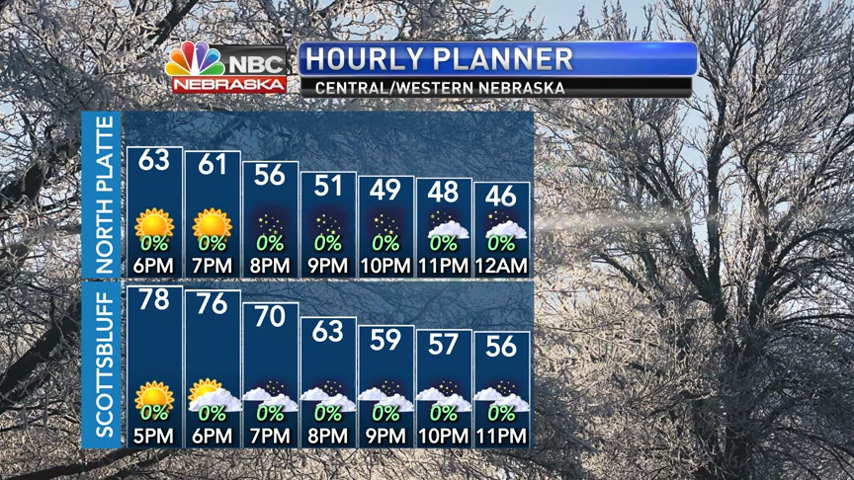 NBC
NEBRASKA
HOURLY PLANNER
CENTRAL/WESTERN NEBRASKA
NORTH PLATTE
63 61 56 51 49 48 46
0% 0% 0% 0% 0% 0% 0%
6PM 7PM 8PM 9PM 10PM 11PM 12AM
SCOTTSBLUFF
78 76 70 63 59 57 56
0% 0% 0% 0% 0% 0% 0%
5PM 6PM 7PM 8PM 9PM 10PM 11PM